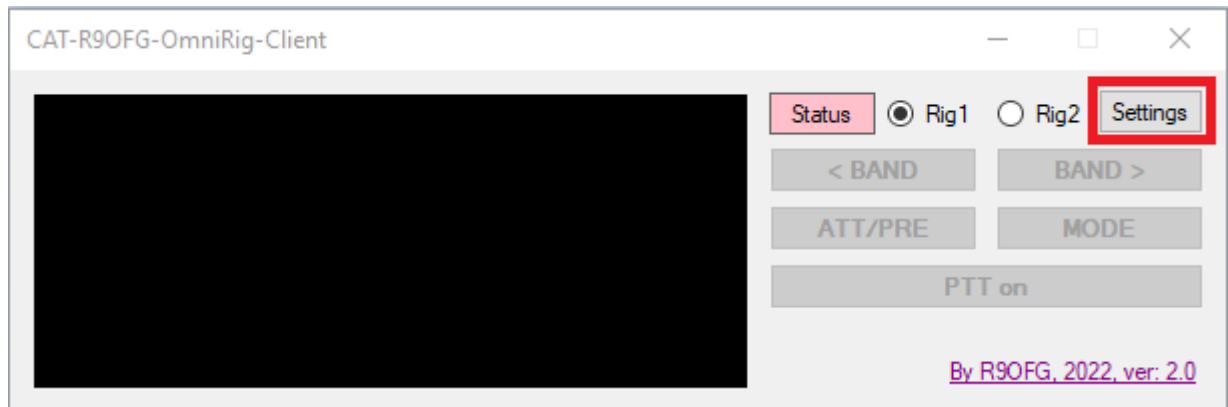 CAT-R9OFG-OmniRig-Client
Status Rig1 Rig2 Settings
< BAND BAND >
ATT/PRE MODE
PTT on
By R9OFG, 2022, ver: 2.0